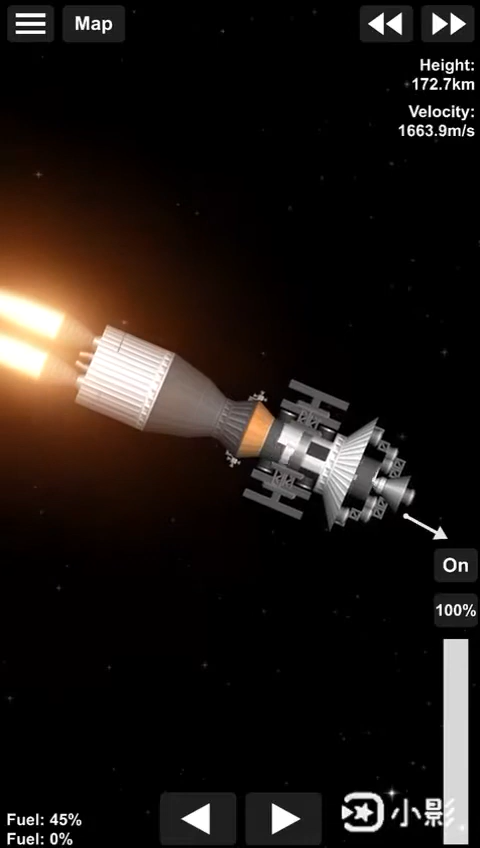 Map
Height:
172.7km
Velocity:
1663.9m/s
On
100%
Fuel: 45%
Fuel: 0%
小影